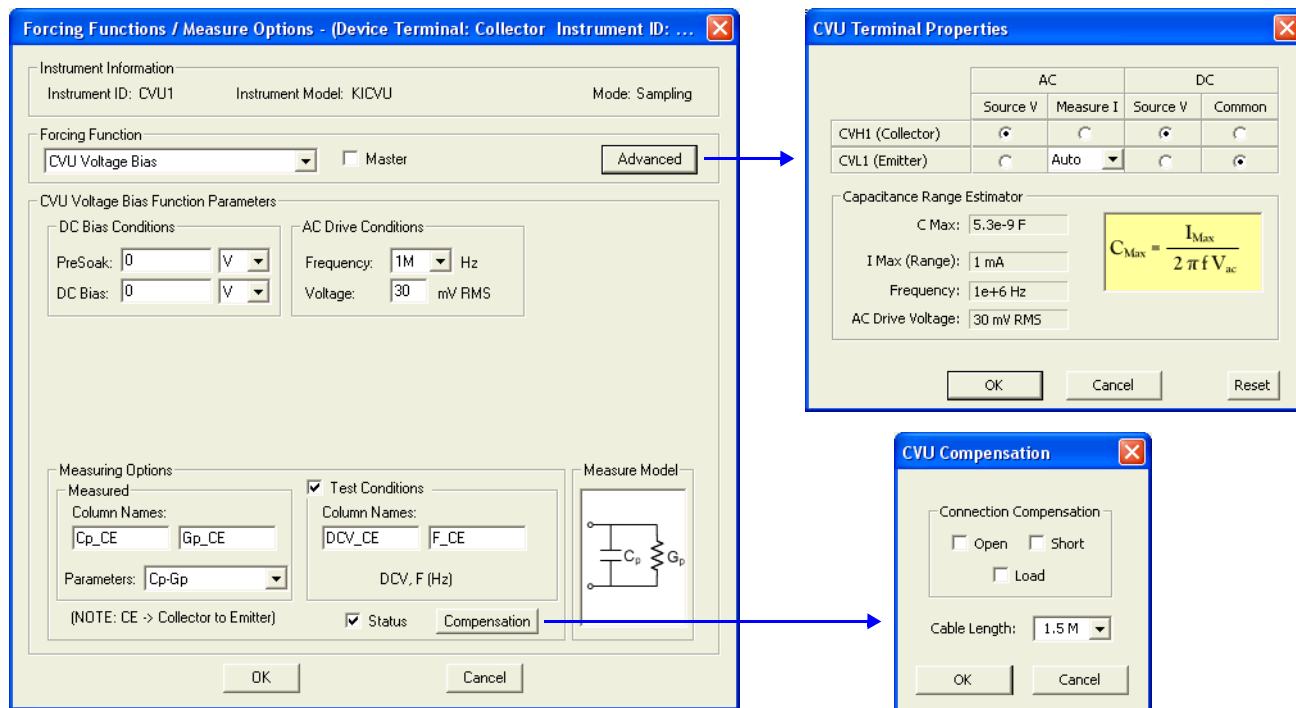 Forcing Functions / Measure Options - (Device Terminal: Collector Instrument ID: ...
Instrument Information
Instrument ID: CVU1 Instrument Model: KICVU Mode: Sampling
Forcing Function
CVU Voltage Bias Master Advanced
CVU Voltage Bias Function Parameters
DC Bias Conditions
PreSoak: 0 V
DC Bias: 0 V
AC Drive Conditions
Frequency: 1M Hz
Voltage: 30 mV RMS
Measuring Options
Measured
Column Names:
Cp_CE Gp_CE
Parameters: Cp-Gp
(NOTE: CE -> Collector to Emitter)
Test Conditions
Column Names:
DCV_CE F_CE
DCV, F (Hz)
Status Compensation
Measure Model
Cp Gp
OK Cancel
CVU Terminal Properties
AC DC
Source V Measure I Source V Common
CVH1 (Collector)
CVL1 (Emitter) Auto
Capacitance Range Estimator
C Max: 5.3e-9 F
I Max (Range): 1 mA
Frequency: 1e+6 Hz
AC Drive Voltage: 30 mV RMS
CMax = IMax / 2 π f Vac
OK Cancel Reset
CVU Compensation
Connection Compensation
Open Short
Load
Cable Length: 1.5 M
OK Cancel